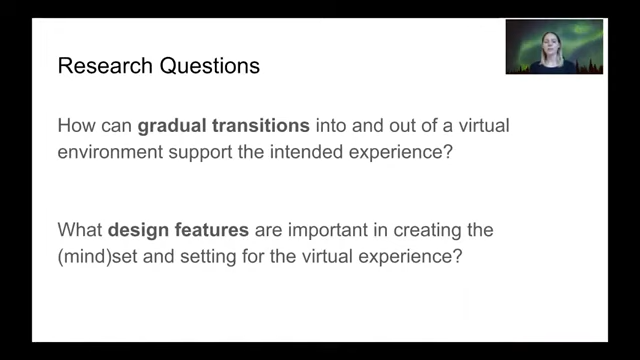 Research Questions
How can gradual transitions into and out of a virtual
environment support the intended experience?
What design features are important in creating the
(mind)set and setting for the virtual experience?